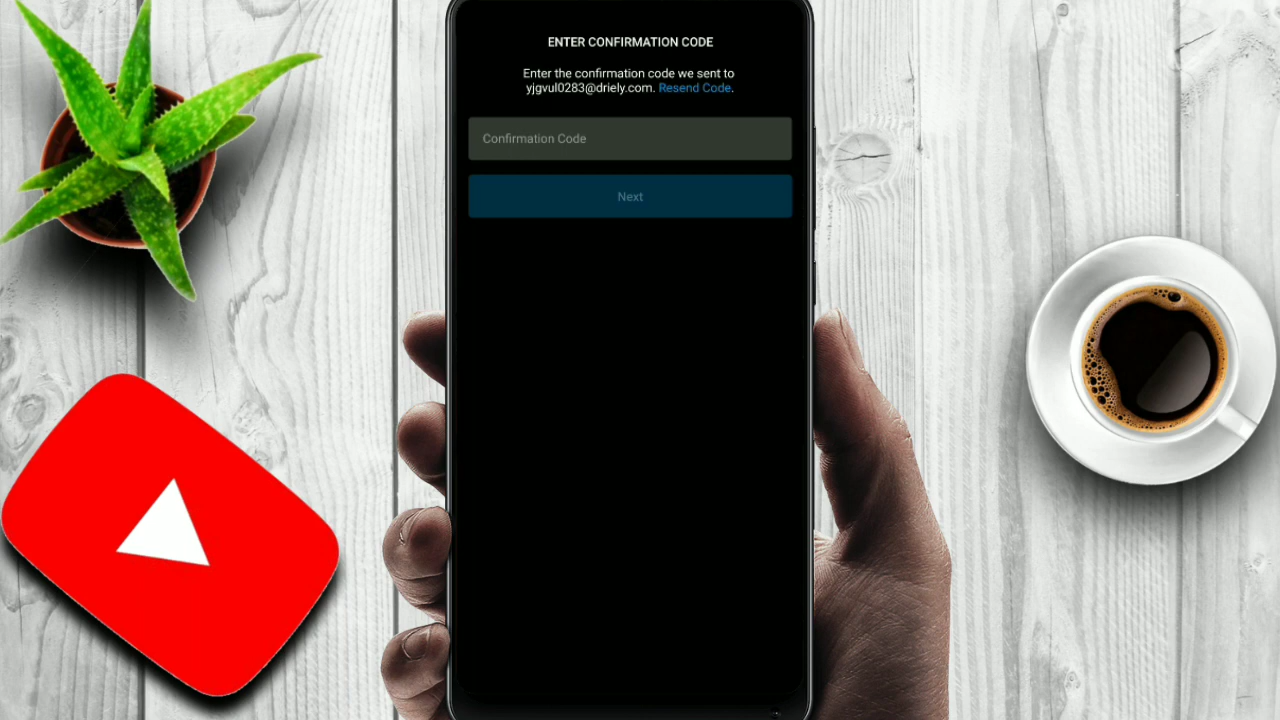 ENTER CONFIRMATION CODE
Enter the confirmation code we sent to
yjgvul0283@driely.com. Resend Code.
Confirmation Code
Next